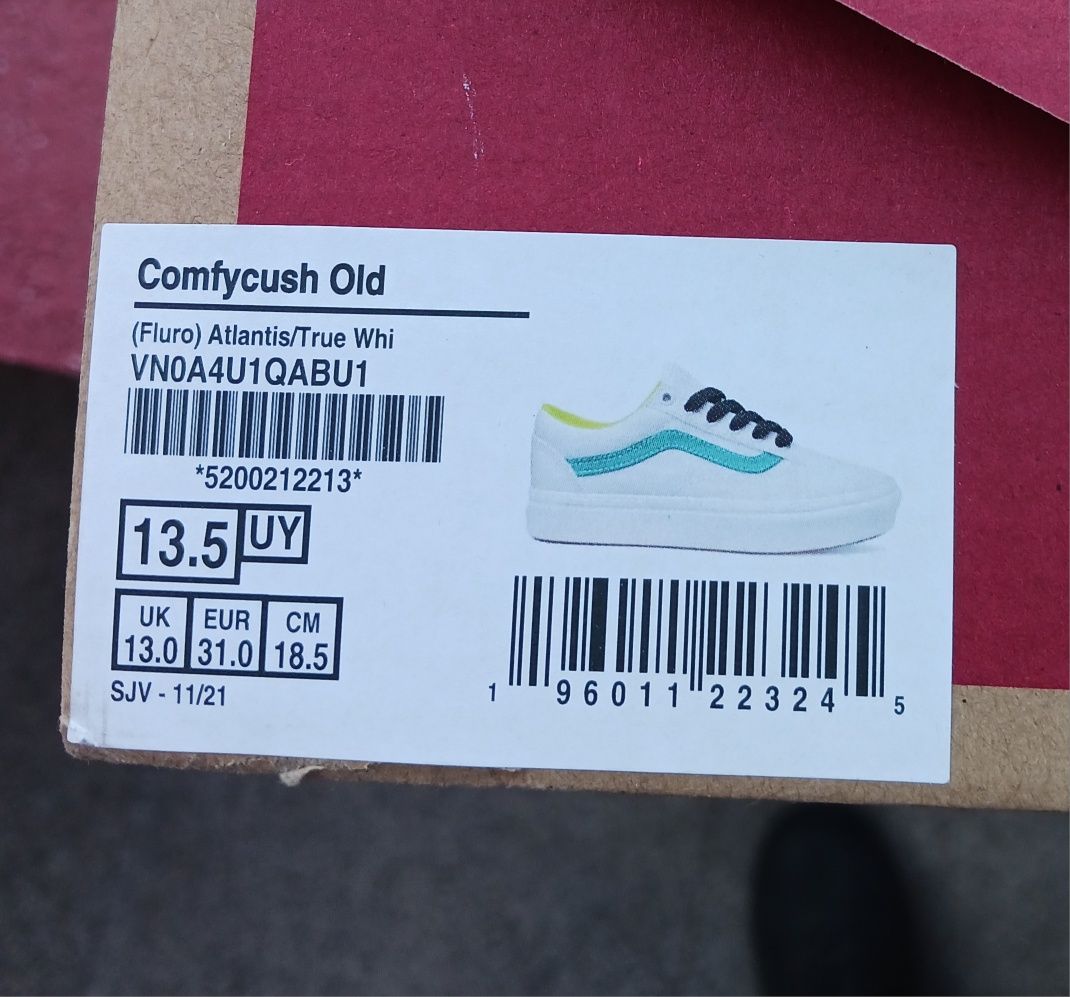 Comfycush Old
(Fluro) Atlantis/True Whi
VN0A4U1QABU1
*5200212213*
13.5 UY
UK EUR CM
13.0 31.0 18.5
SJV - 11/21
1 96011 22324 5